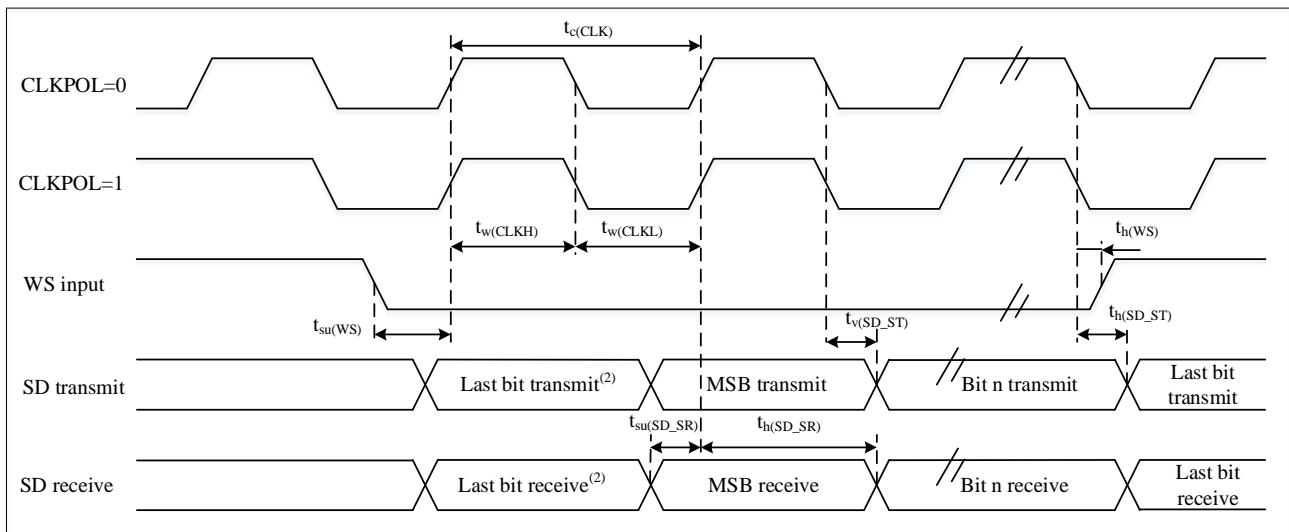 t_c(CLK)
CLKPOL=0
CLKPOL=1
t_w(CLKH)
t_w(CLKL)
t_h(WS)
WS input
t_su(WS)
t_v(SD_ST)
t_h(SD_ST)
SD transmit
Last bit transmit(2)
MSB transmit
Bit n transmit
Last bit
transmit
t_su(SD_SR)
t_h(SD_SR)
SD receive
Last bit receive(2)
MSB receive
Bit n receive
Last bit
receive